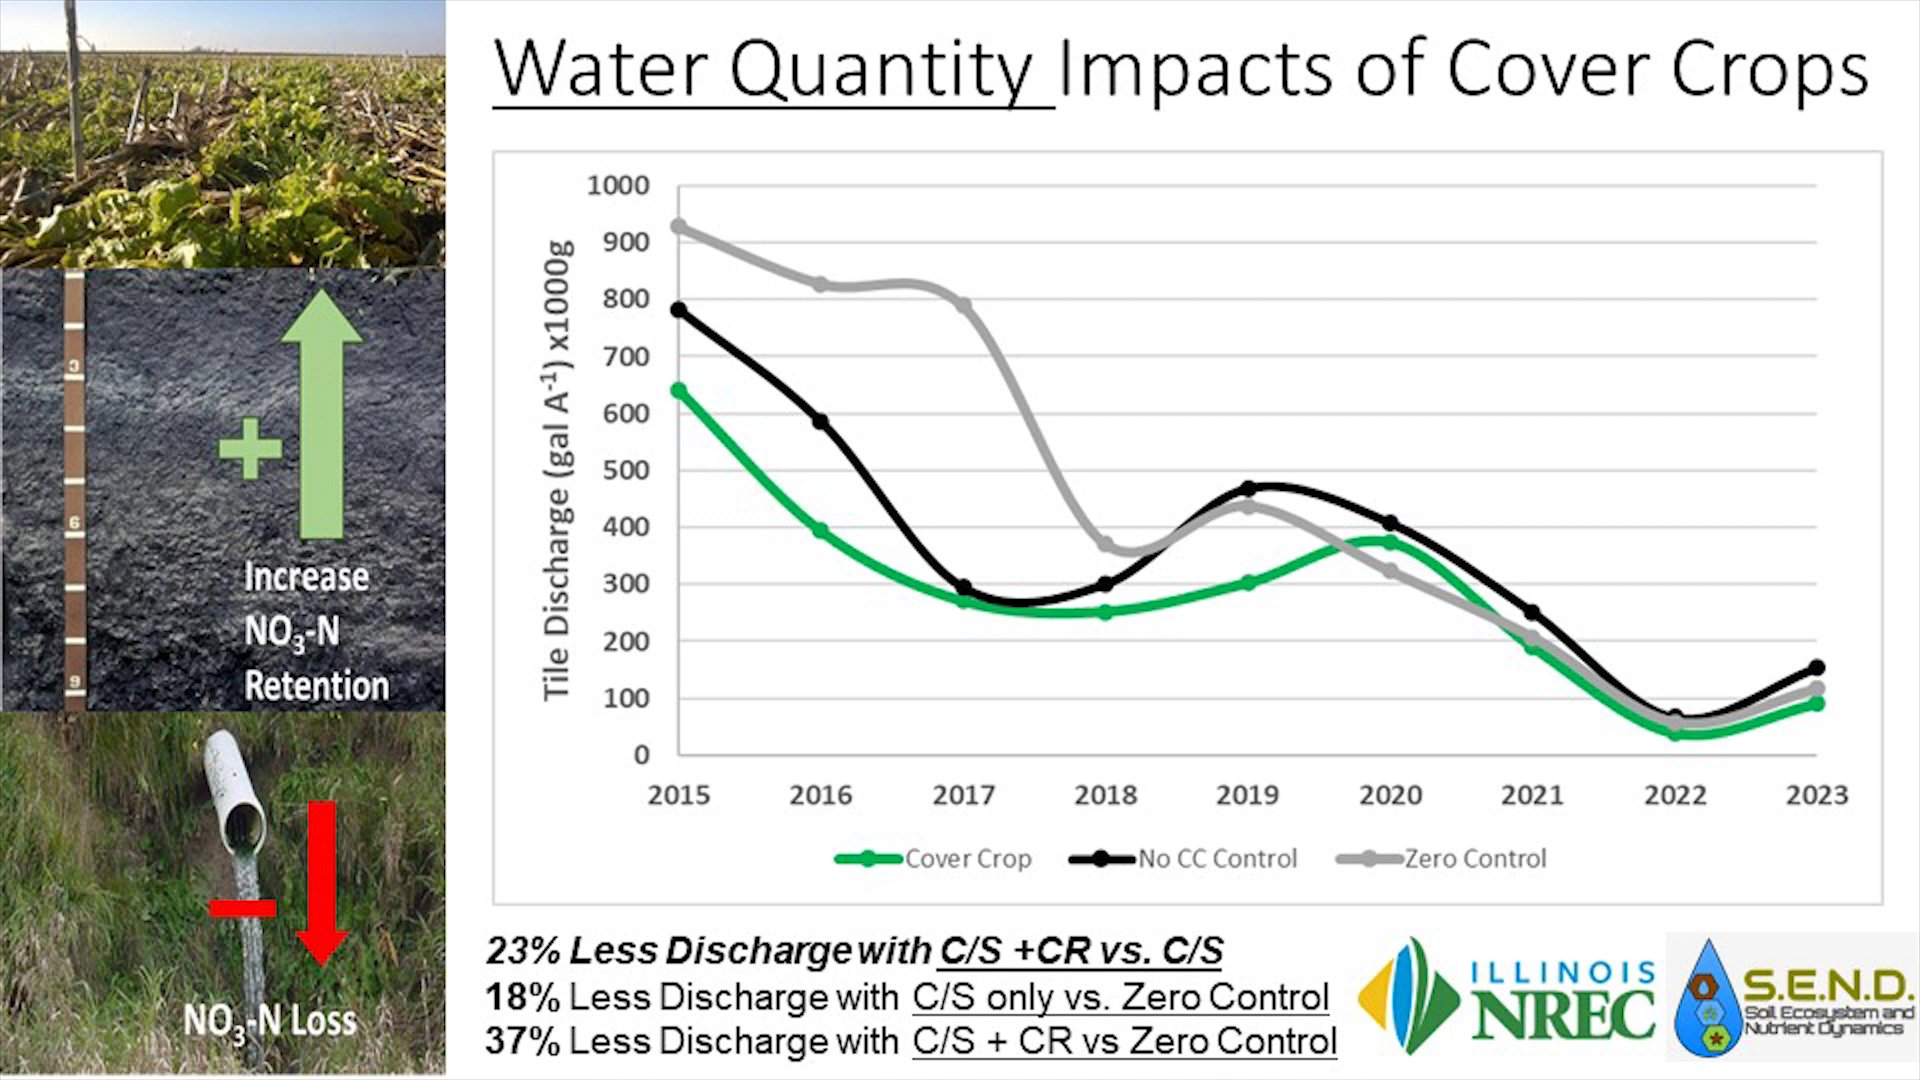 Water Quantity Impacts of Cover Crops
3
6
9
Increase
NO₃-N
Retention
NO₃-N Loss
Tile Discharge (gal A⁻¹) x1000g
1000
900
800
700
600
500
400
300
200
100
0
2015 2016 2017 2018 2019 2020 2021 2022 2023
Cover Crop No CC Control Zero Control
23% Less Discharge with C/S +CR vs. C/S
18% Less Discharge with C/S only vs. Zero Control
37% Less Discharge with C/S + CR vs Zero Control
ILLINOIS
NREC
S.E.N.D.
Soil Ecosystem and
Nutrient Dynamics